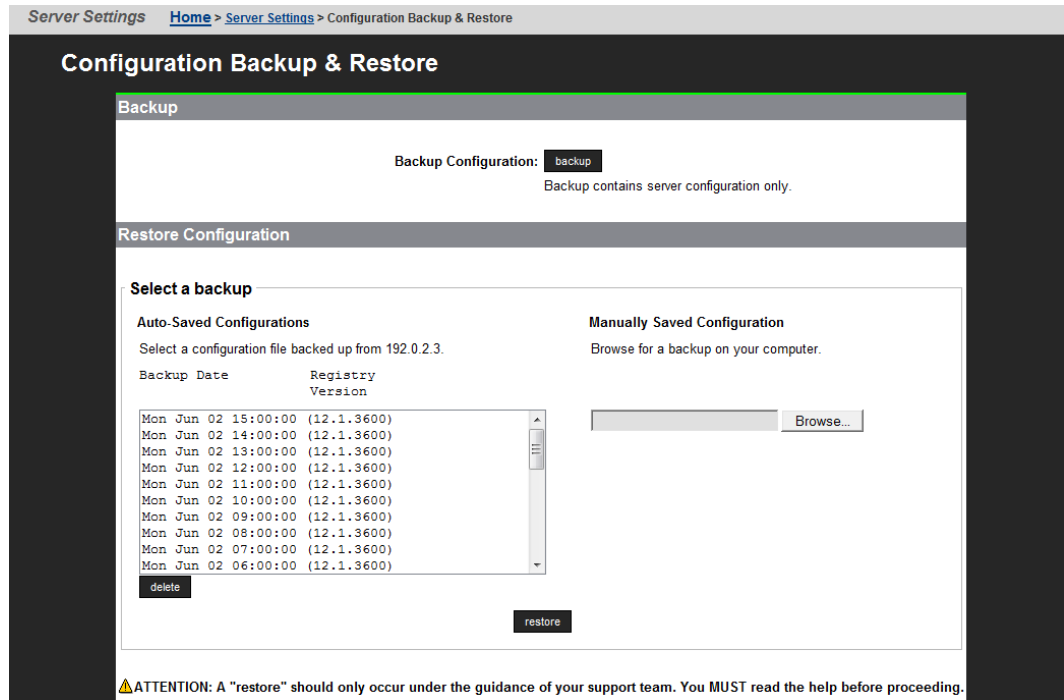 Server Settings Home > Server Settings > Configuration Backup & Restore
Configuration Backup & Restore
Backup
Backup Configuration: backup
Backup contains server configuration only.
Restore Configuration
Select a backup
Auto-Saved Configurations
Select a configuration file backed up from 192.0.2.3.
Backup Date Registry
Version
Mon Jun 02 15:00:00 (12.1.3600)
Mon Jun 02 14:00:00 (12.1.3600)
Mon Jun 02 13:00:00 (12.1.3600)
Mon Jun 02 12:00:00 (12.1.3600)
Mon Jun 02 11:00:00 (12.1.3600)
Mon Jun 02 10:00:00 (12.1.3600)
Mon Jun 02 09:00:00 (12.1.3600)
Mon Jun 02 08:00:00 (12.1.3600)
Mon Jun 02 07:00:00 (12.1.3600)
Mon Jun 02 06:00:00 (12.1.3600)
delete
Manually Saved Configuration
Browse for a backup on your computer.
Browse...
restore
ATTENTION: A "restore" should only occur under the guidance of your support team. You MUST read the help before proceeding.